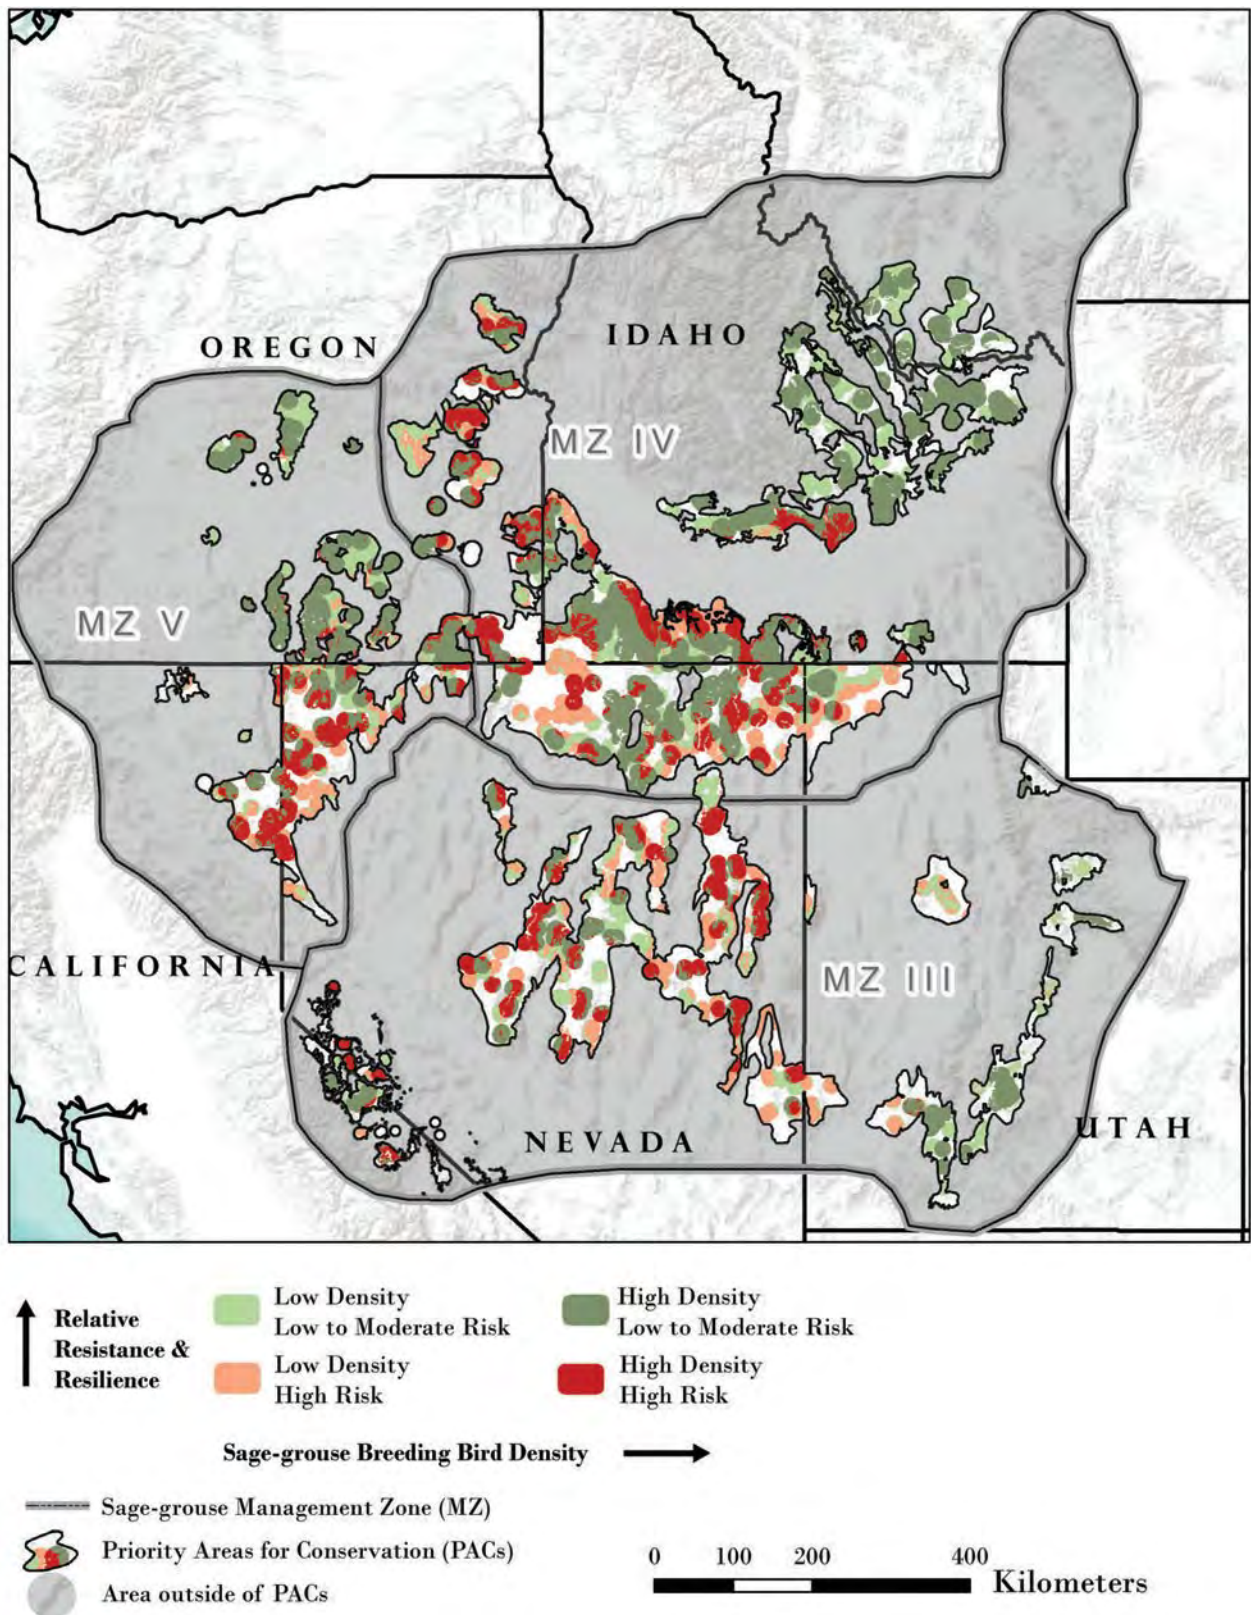 OREGON
IDAHO
MZ IV
MZ V
CALIFORNIA
MZ III
NEVADA
UTAH
Relative
Resistance &
Resilience
Low Density
Low to Moderate Risk
High Density
Low to Moderate Risk
Low Density
High Risk
High Density
High Risk
Sage-grouse Breeding Bird Density
Sage-grouse Management Zone (MZ)
Priority Areas for Conservation (PACs)
Area outside of PACs
0 100 200 400
Kilometers